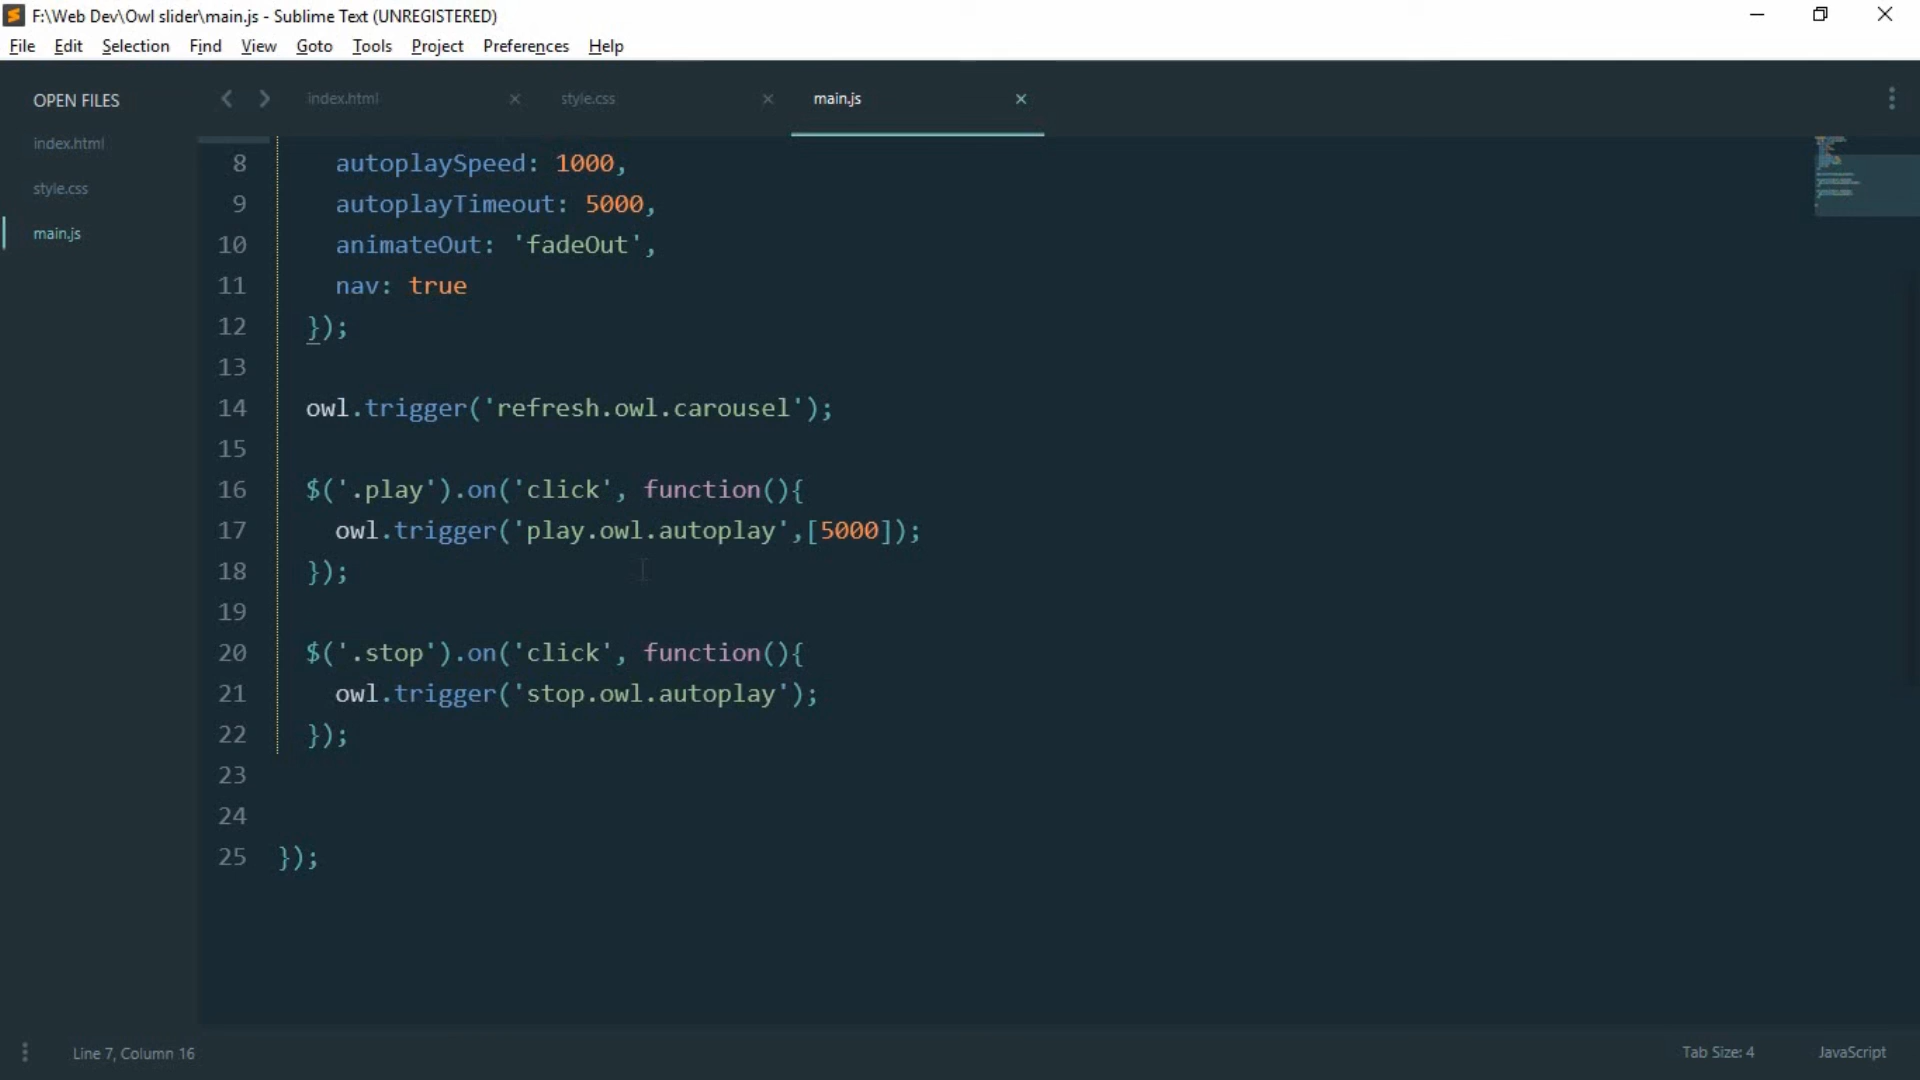 F:\Web Dev\Owl slider\main.js - Sublime Text (UNREGISTERED)
File Edit Selection Find View Goto Tools Project Preferences Help
OPEN FILES
index.html
style.css
main.js
index.html style.css main.js
8 autoplaySpeed: 1000,
9 autoplayTimeout: 5000,
10 animateOut: 'fadeOut',
11 nav: true
12 });
13
14 owl.trigger('refresh.owl.carousel');
15
16 $('.play').on('click', function(){
17 owl.trigger('play.owl.autoplay',[5000]);
18 });
19
20 $('.stop').on('click', function(){
21 owl.trigger('stop.owl.autoplay');
22 });
23
24
25 });
Line 7, Column 16
Tab Size: 4 JavaScript